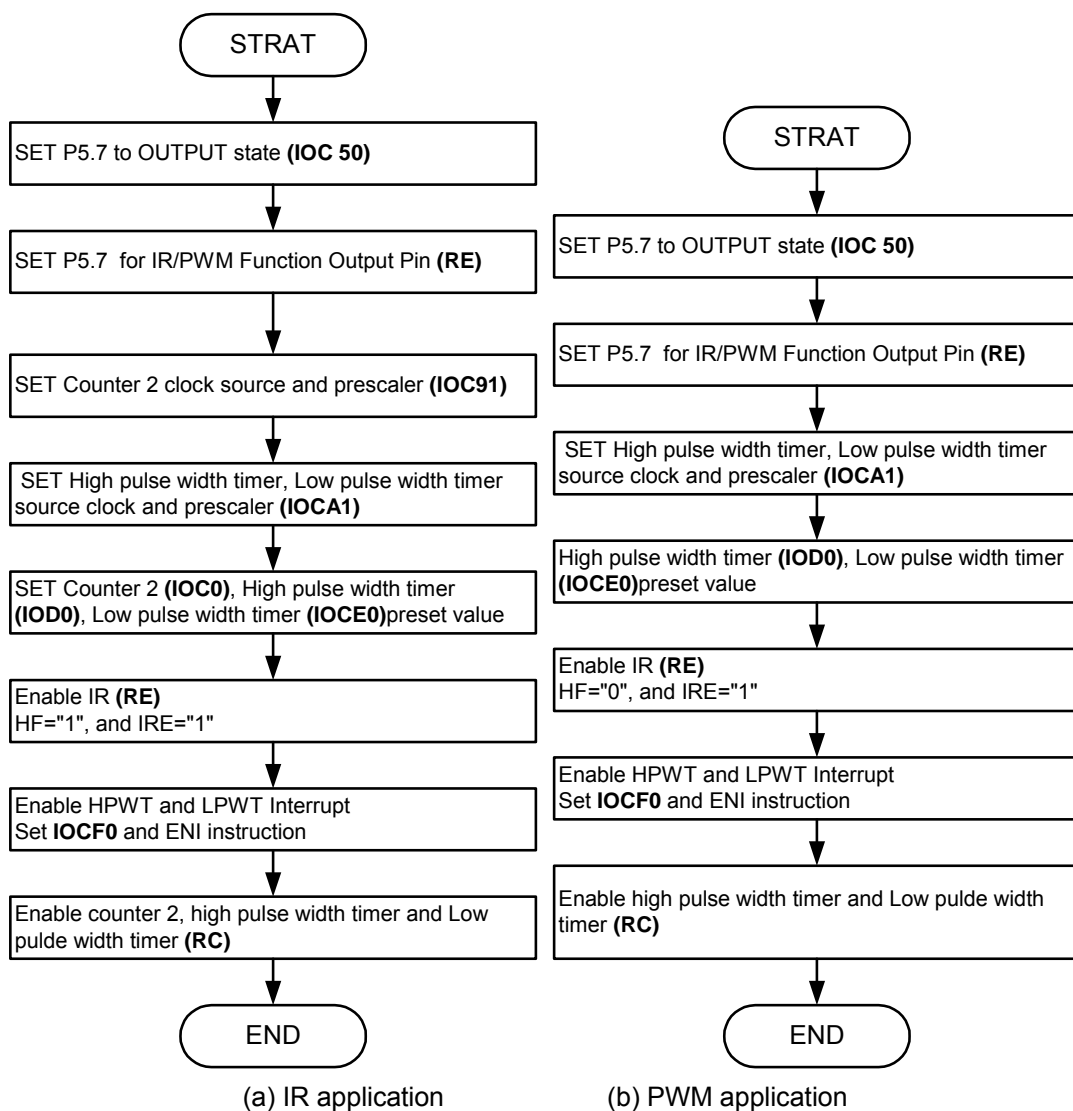 STRAT
SET P5.7 to OUTPUT state (IOC 50)
SET P5.7 for IR/PWM Function Output Pin (RE)
SET Counter 2 clock source and prescaler (IOC91)
SET High pulse width timer, Low pulse width timer
source clock and prescaler (IOCA1)
SET Counter 2 (IOC0), High pulse width timer
(IOD0), Low pulse width timer (IOCE0)preset value
Enable IR (RE)
HF="1", and IRE="1"
Enable HPWT and LPWT Interrupt
Set IOCF0 and ENI instruction
Enable counter 2, high pulse width timer and Low
pulde width timer (RC)
END
(a) IR application
STRAT
SET P5.7 to OUTPUT state (IOC 50)
SET P5.7 for IR/PWM Function Output Pin (RE)
SET High pulse width timer, Low pulse width timer
source clock and prescaler (IOCA1)
High pulse width timer (IOD0), Low pulse width timer
(IOCE0)preset value
Enable IR (RE)
HF="0", and IRE="1"
Enable HPWT and LPWT Interrupt
Set IOCF0 and ENI instruction
Enable high pulse width timer and Low pulde width
timer (RC)
END
(b) PWM application